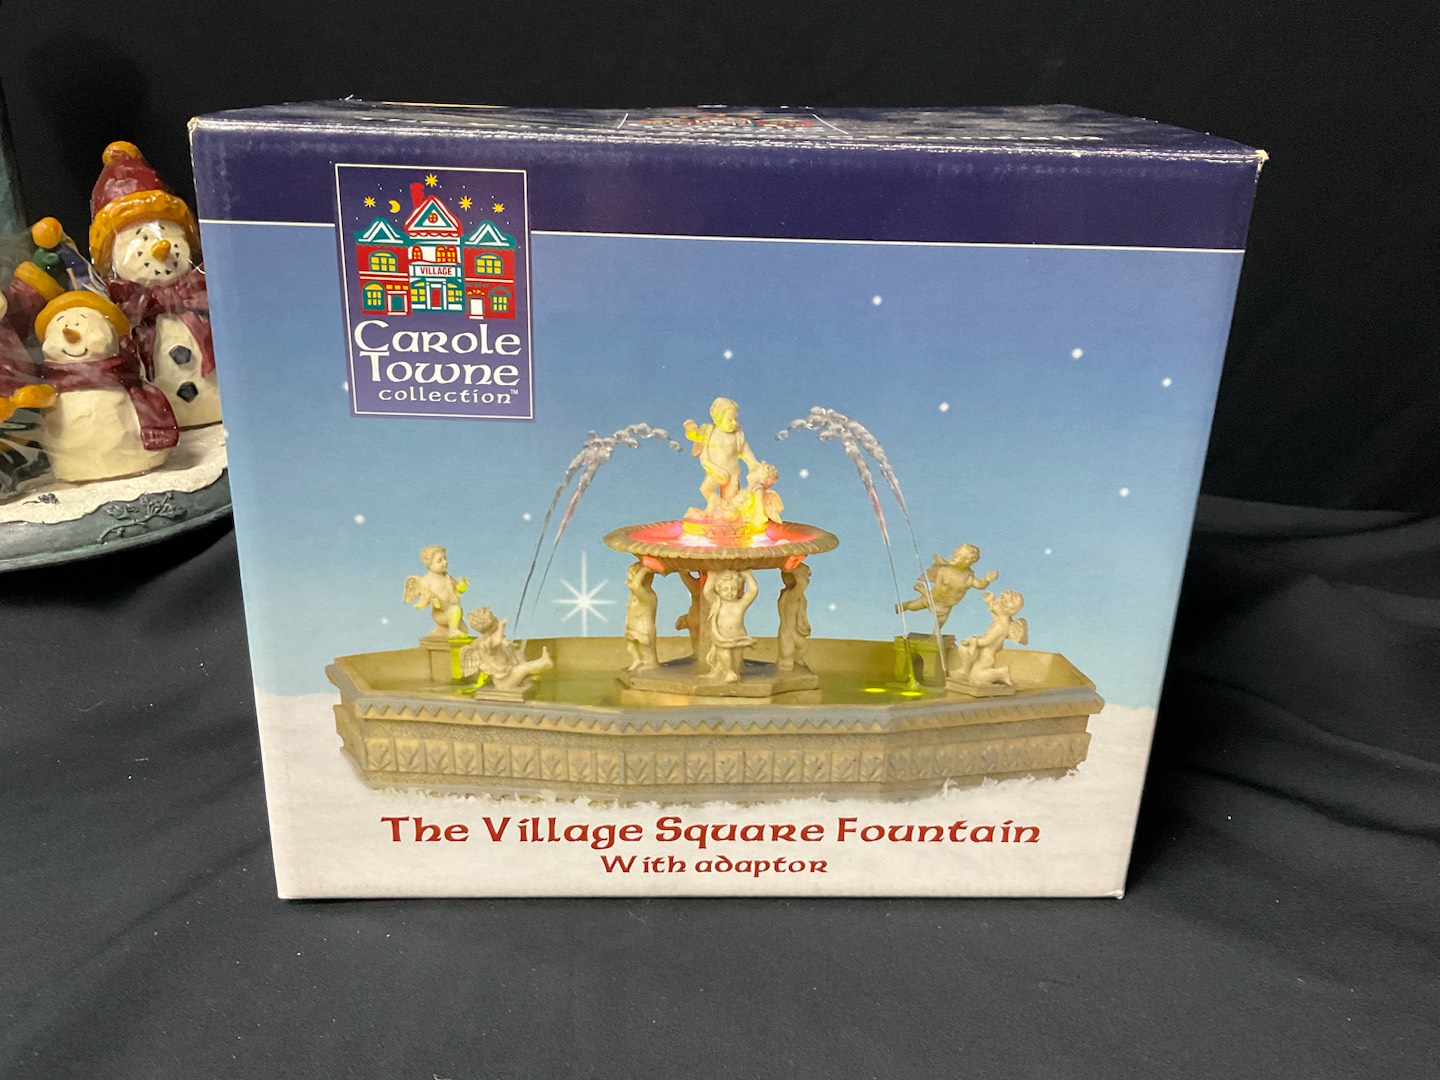 VILLAGE
Carole
Towne
collection™
The Village Square Fountain
With adaptor